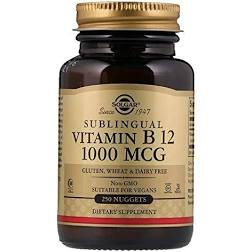 SOLGAR
Since 1947
SUBLINGUAL
VITAMIN B12
1000 MCG
GLUTEN, WHEAT & DAIRY FREE
NON-GMO
SUITABLE FOR VEGANS
250 NUGGETS
DIETARY SUPPLEMENT